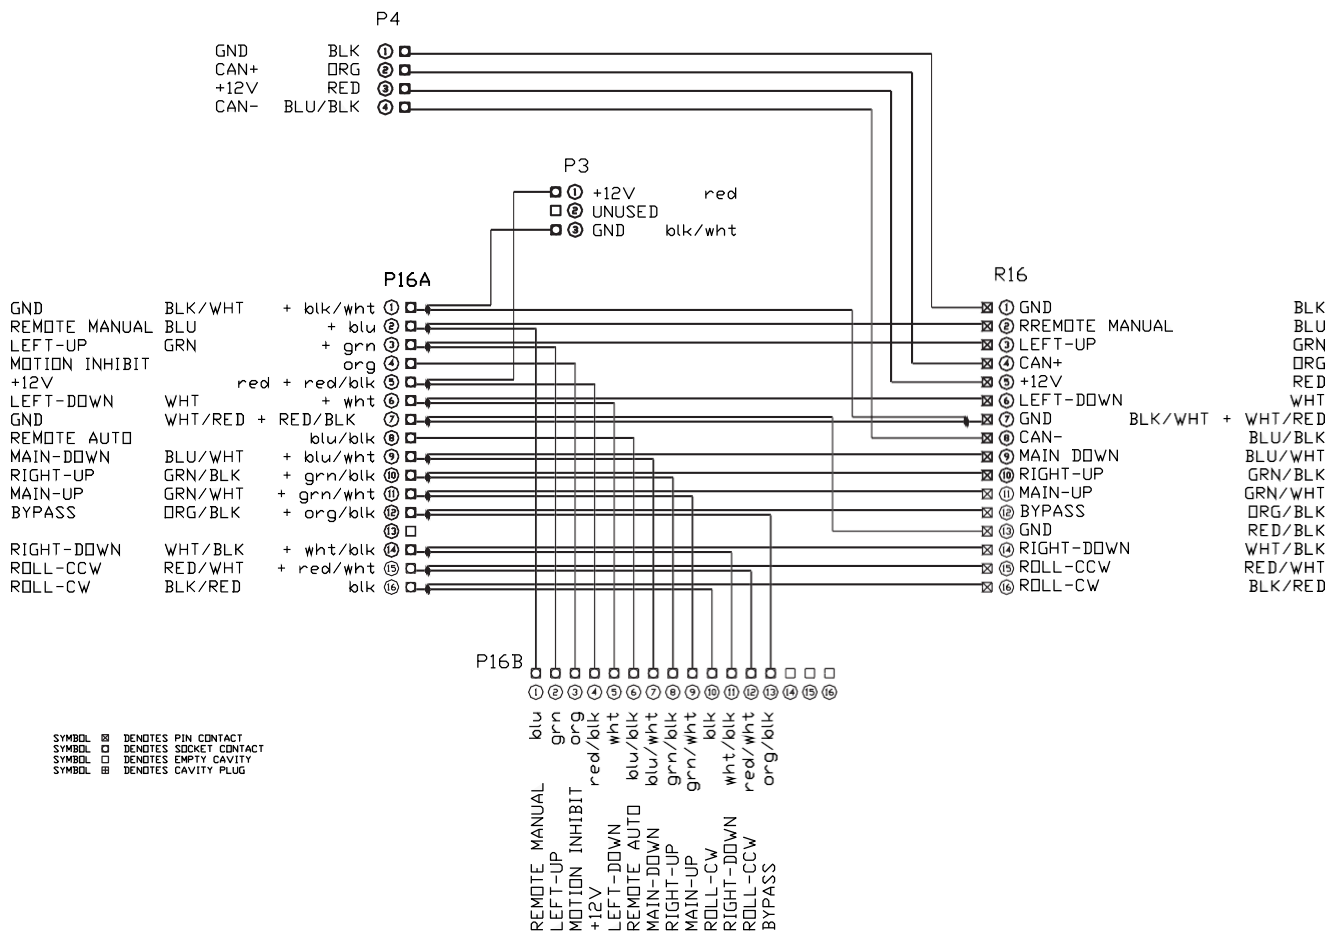 P4
GND BLK 1
CAN+ ORG 2
+12V RED 3
CAN- BLU/BLK 4
P3
1 +12V red
2 UNUSED
3 GND blk/wht
P16A
R16
GND BLK/WHT + blk/wht 1
1 GND BLK
REMOTE MANUAL BLU + blu 2
2 RREMOTE MANUAL BLU
LEFT-UP GRN + grn 3
3 LEFT-UP GRN
MOTION INHIBIT org 4
4 CAN+ ORG
+12V red + red/blk 5
5 +12V RED
LEFT-DOWN WHT + wht 6
6 LEFT-DOWN WHT
GND WHT/RED + RED/BLK 7
7 GND BLK/WHT + WHT/RED
REMOTE AUTO blu/blk 8
8 CAN- BLU/BLK
MAIN-DOWN BLU/WHT + blu/wht 9
9 MAIN DOWN BLU/WHT
RIGHT-UP GRN/BLK + grn/blk 10
10 RIGHT-UP GRN/BLK
MAIN-UP GRN/WHT + grn/wht 11
11 MAIN-UP GRN/WHT
BYPASS ORG/BLK + org/blk 12
12 BYPASS ORG/BLK
13
13 GND RED/BLK
RIGHT-DOWN WHT/BLK + wht/blk 14
14 RIGHT-DOWN WHT/BLK
ROLL-CCW RED/WHT + red/wht 15
15 ROLL-CCW RED/WHT
ROLL-CW BLK/RED blk 16
16 ROLL-CW BLK/RED
P16B
1 blu REMOTE MANUAL
2 grn LEFT-UP
3 org MOTION INHIBIT
4 red/blk +12V
5 wht LEFT-DOWN
6 blu/blk REMOTE AUTO
7 blu/wht MAIN-DOWN
8 grn/blk RIGHT-UP
9 grn/wht MAIN-UP
10 blk ROLL-CW
11 wht/blk RIGHT-DOWN
12 red/wht ROLL-CCW
13 org/blk BYPASS
14
15
16
SYMBOL DENOTES PIN CONTACT
SYMBOL DENOTES SOCKET CONTACT
SYMBOL DENOTES EMPTY CAVITY
SYMBOL DENOTES CAVITY PLUG